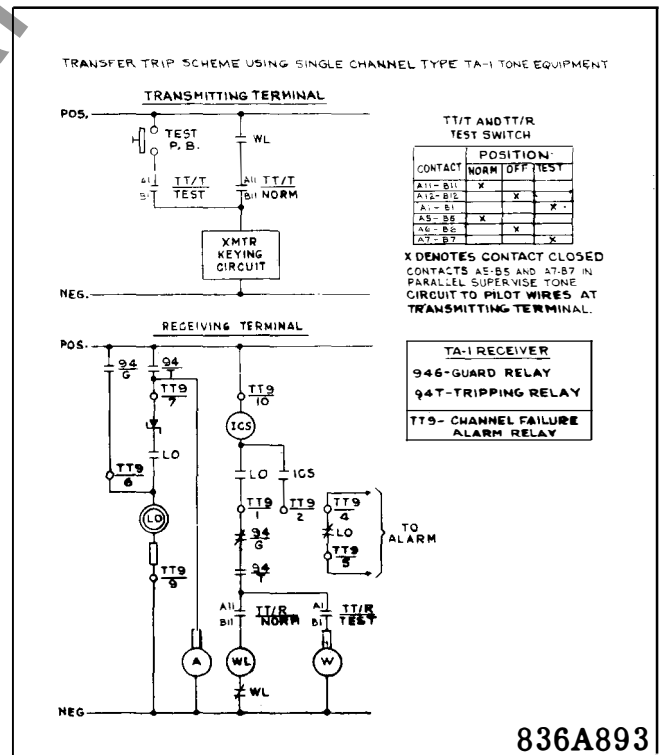 TRANSFER TRIP SCHEME USING SINGLE CHANNEL TYPE TA-1 TONE EQUIPMENT
TRANSMITTING TERMINAL
POS.
TEST
P. B.
WL
A1
B1
TT/T
TEST
A11
B11
TT/T
NORM
XMTR
KEYING
CIRCUIT
NEG.
TT/T AND TT/R
TEST SWITCH
POSITION
CONTACT NORM OFF TEST
A11-B11 X
A12-B12 X
A1-B1 X
A5-B5 X
A6-B6 X
A7-B7 X
X DENOTES CONTACT CLOSED
CONTACTS A5-B5 AND A7-B7 IN
PARALLEL SUPERVISE TONE
CIRCUIT TO PILOT WIRES AT
TRANSMITTING TERMINAL.
RECEIVING TERMINAL
POS.
94
G
94
T
TT9
7
LO
TT9
6
LO
TT9
9
A
TT9
10
ICS
LO
ICS
TT9
1
TT9
2
94
G
94
T
TT9
4
LO
TT9
5
TO
ALARM
A11
B11
TT/R
NORM
A1
B1
TT/R
TEST
WL
W
WL
NEG
TA-1 RECEIVER
94G-GUARD RELAY
94T-TRIPPING RELAY
TT9- CHANNEL FAILURE
ALARM RELAY
836A893